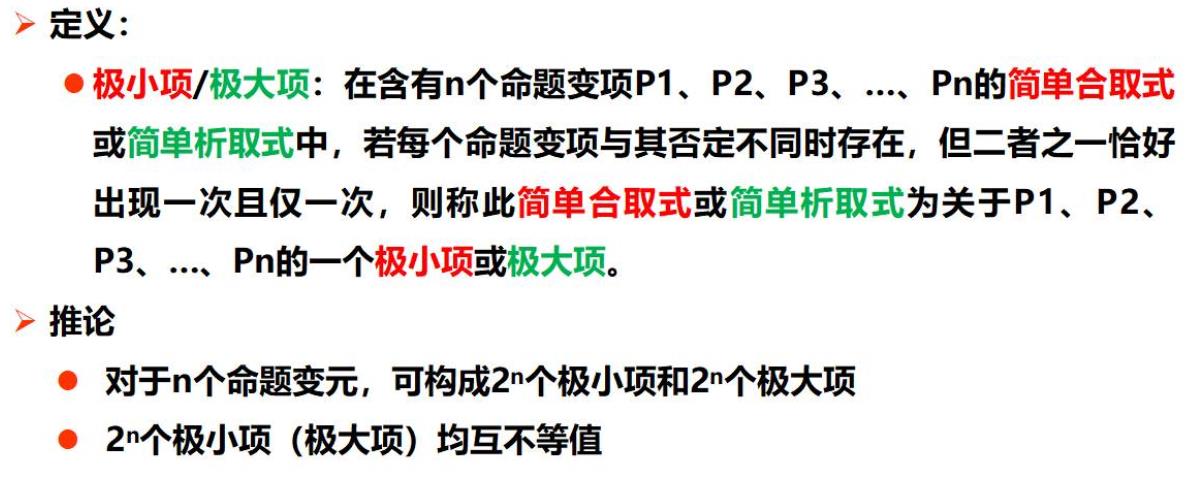 定义：
极小项/极大项：在含有n个命题变项P1、P2、P3、…、Pn的简单合取式
或简单析取式中，若每个命题变项与其否定不同时存在，但二者之一恰好
出现一次且仅一次，则称此简单合取式或简单析取式为关于P1、P2、
P3、…、Pn的一个极小项或极大项。
推论
对于n个命题变元，可构成2ⁿ个极小项和2ⁿ个极大项
2ⁿ个极小项（极大项）均互不等值